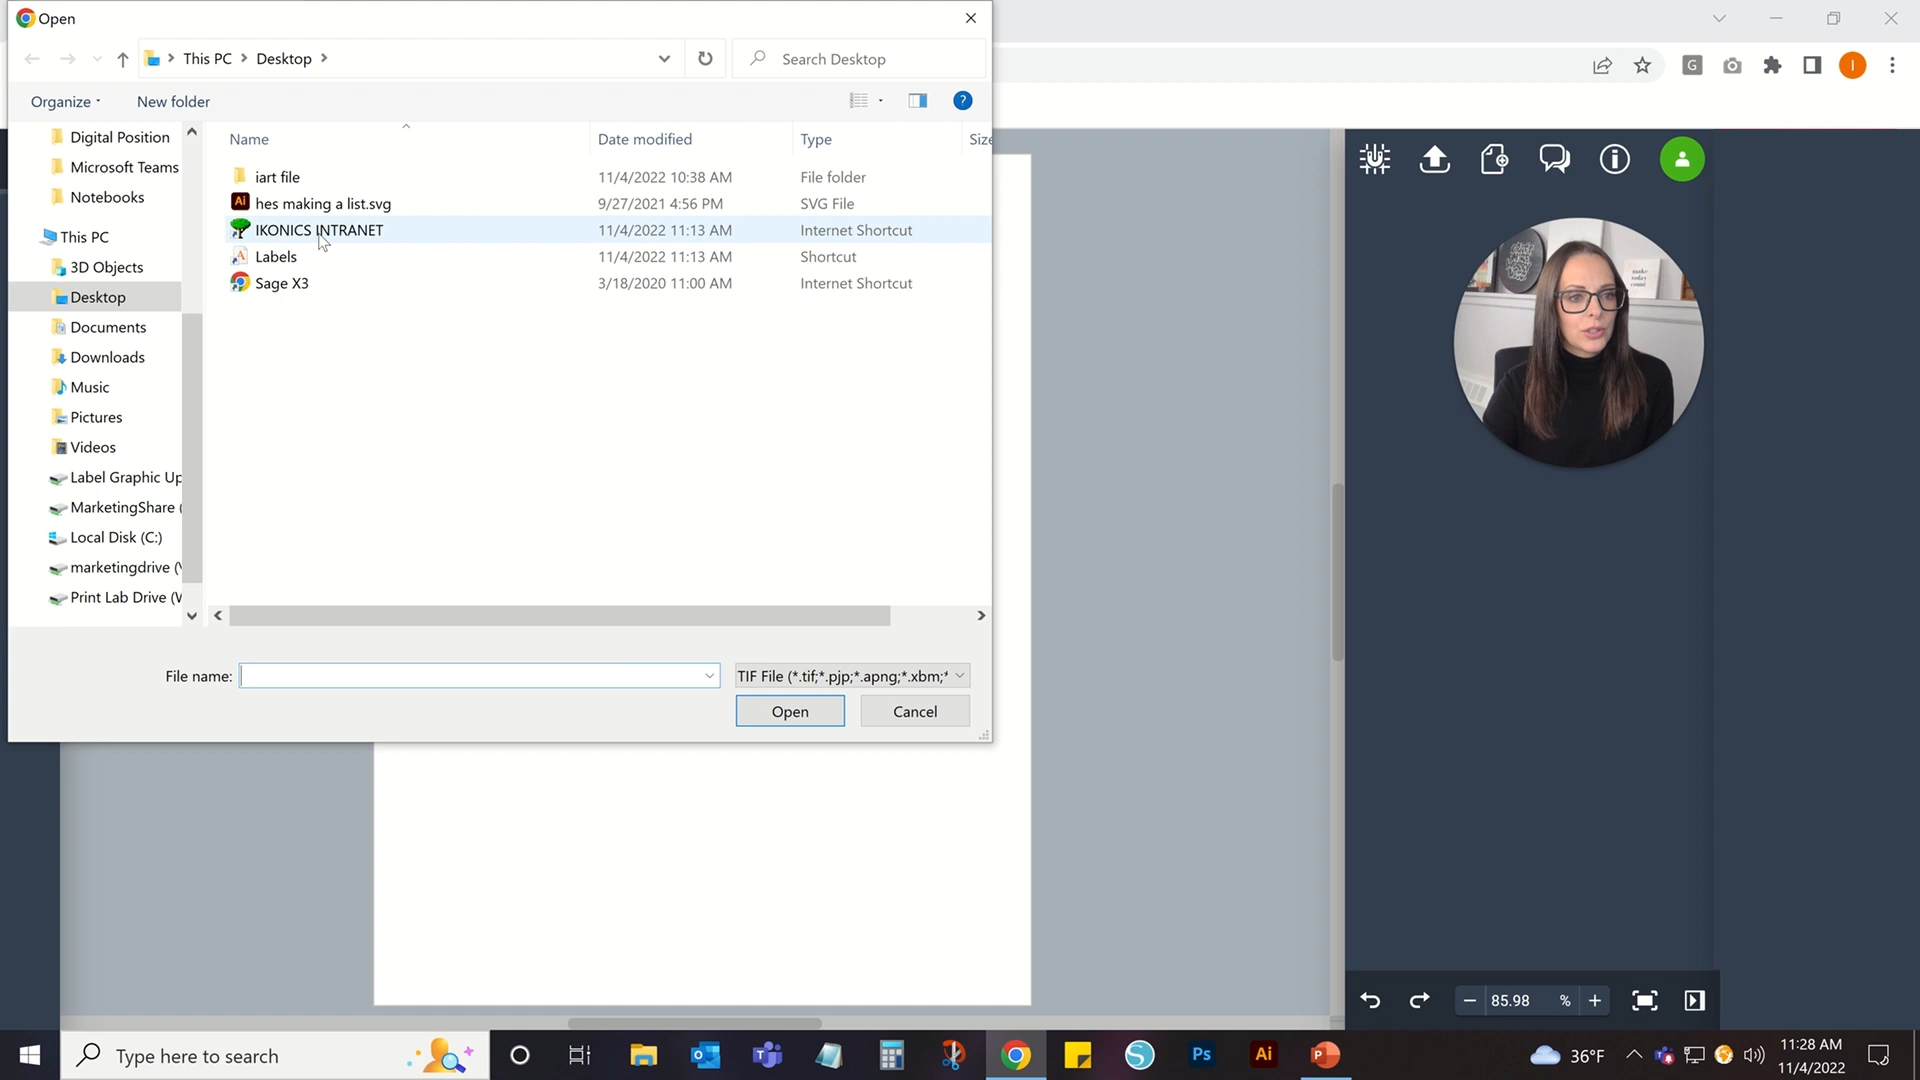 Open
This PC > Desktop >
Search Desktop
Organize
New folder
Name
Date modified
Type
Size
Digital Position
Microsoft Teams
Notebooks
This PC
3D Objects
Desktop
Documents
Downloads
Music
Pictures
Videos
Label Graphic Up
MarketingShare (
Local Disk (C:)
marketingdrive (
Print Lab Drive (
iart file 11/4/2022 10:38 AM File folder
hes making a list.svg 9/27/2021 4:56 PM SVG File
IKONICS INTRANET 11/4/2022 11:13 AM Internet Shortcut
Labels 11/4/2022 11:13 AM Shortcut
Sage X3 3/18/2020 11:00 AM Internet Shortcut
File name:
TIF File (*.tif;*.pjp;*.apng;*.xbm;*
Open
Cancel
G
I
make
today
count
85.98 %
Type here to search
Ps
Ai
36°F
11:28 AM
11/4/2022